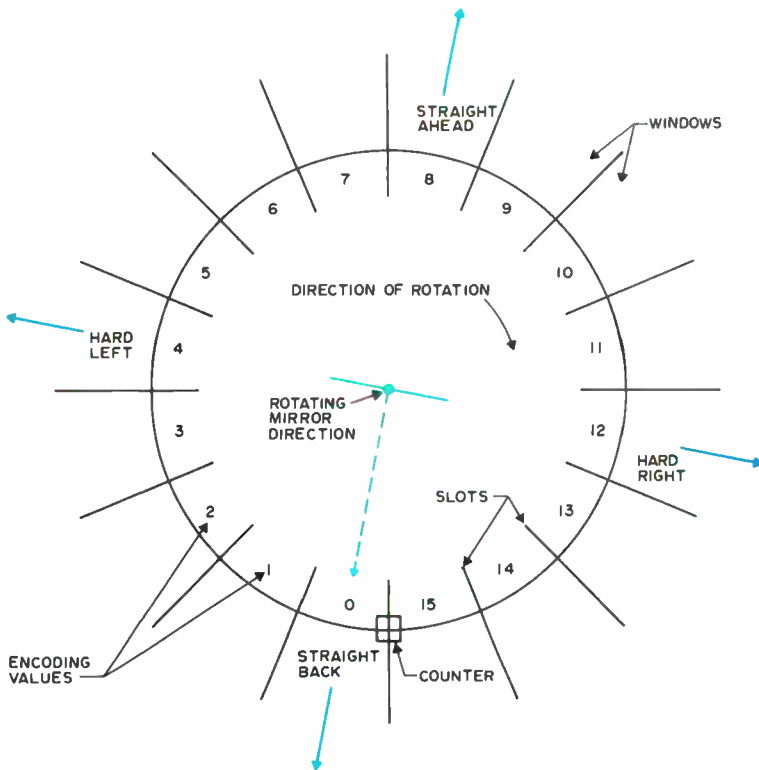 STRAIGHT
AHEAD
WINDOWS
7
8
6
9
5
10
DIRECTION OF ROTATION
HARD
LEFT
4
11
ROTATING
MIRROR
DIRECTION
3
12
HARD
RIGHT
SLOTS
2
13
1
14
0
15
ENCODING
VALUES
STRAIGHT
BACK
COUNTER